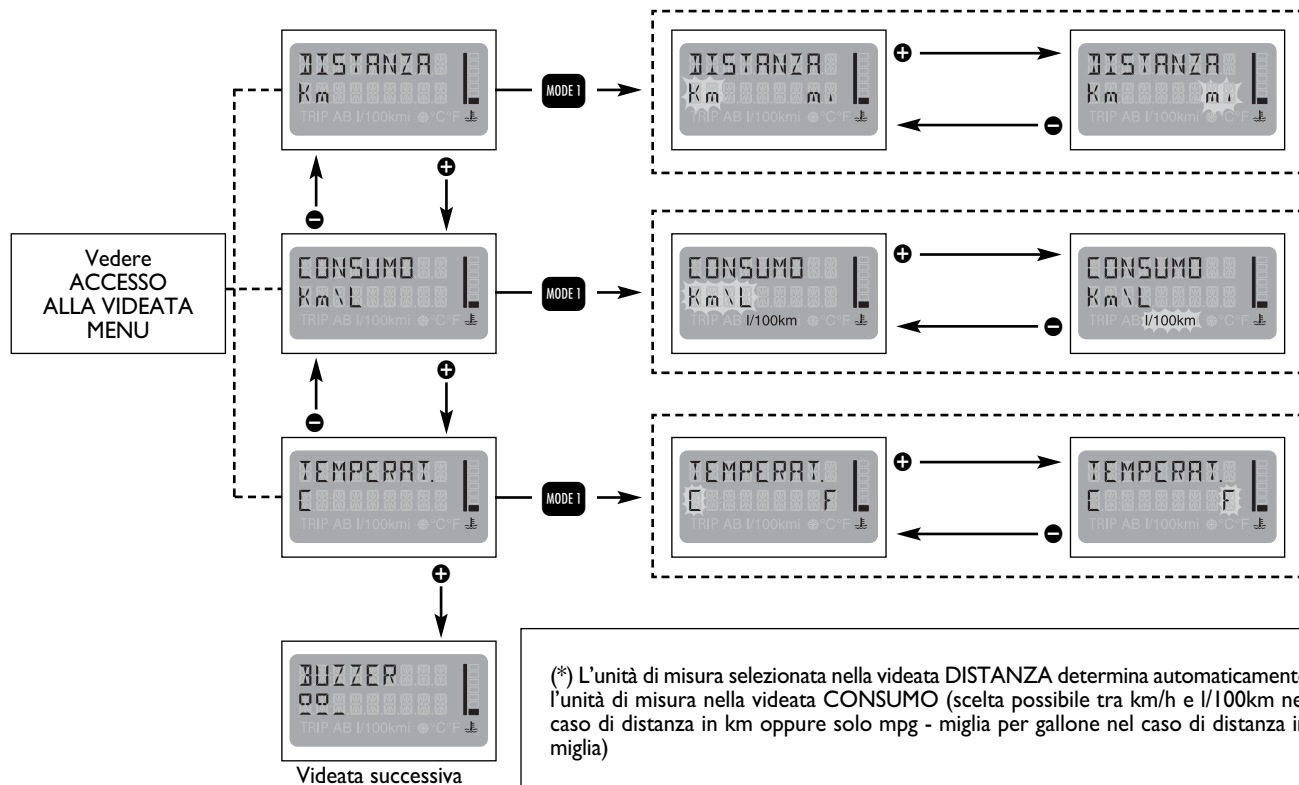 DISTANZA
Km
TRIP AB l/100kmi °C°F
MODE 1
DISTANZA
Km mi
TRIP AB l/100kmi °C°F
+
DISTANZA
Km mi
TRIP AB l/100kmi °C°F
-
-
+
Vedere
ACCESSO
ALLA VIDEATA
MENU
CONSUMO
Km\L
TRIP AB l/100kmi °C°F
MODE 1
CONSUMO
Km\L
TRIP AB l/100km i °C°F
+
CONSUMO
Km\L
TRIP AB l/100km i °C°F
-
-
+
TEMPERAT.
C
TRIP AB l/100kmi °C°F
MODE 1
TEMPERAT.
C F
TRIP AB l/100kmi °C°F
+
TEMPERAT.
C F
TRIP AB l/100kmi °C°F
-
+
BUZZER
TRIP AB l/100kmi °C°F
Videata successiva
(*) L'unità di misura selezionata nella videata DISTANZA determina automaticamente
l'unità di misura nella videata CONSUMO (scelta possibile tra km/h e l/100km ne
caso di distanza in km oppure solo mpg - miglia per gallone nel caso di distanza in
miglia)